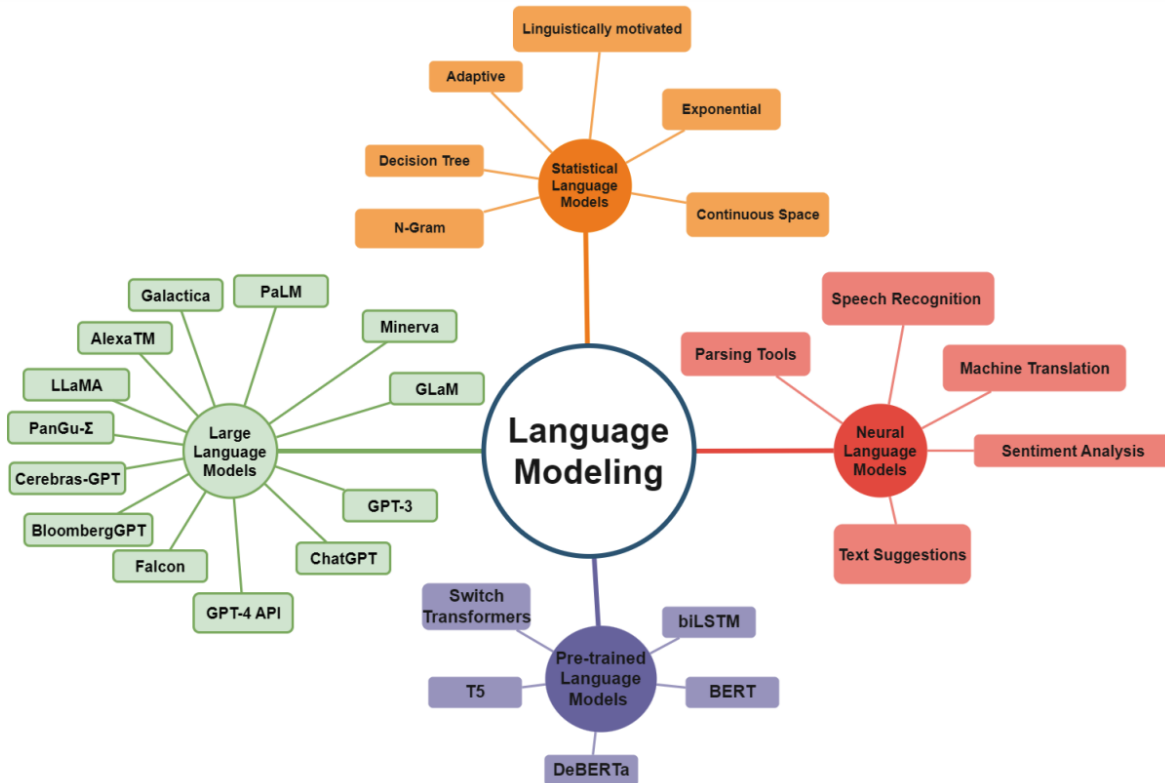 Linguistically motivated
Adaptive
Exponential
Decision Tree
Statistical
Language
Models
N-Gram
Continuous Space
Galactica
PaLM
Minerva
AlexaTM
LLaMA
GLaM
PanGu-Σ
Large
Language
Models
Cerebras-GPT
GPT-3
BloombergGPT
ChatGPT
Falcon
GPT-4 API
Language
Modeling
Speech Recognition
Parsing Tools
Machine Translation
Neural
Language
Models
Sentiment Analysis
Text Suggestions
Switch
Transformers
biLSTM
Pre-trained
Language
Models
T5
BERT
DeBERTa